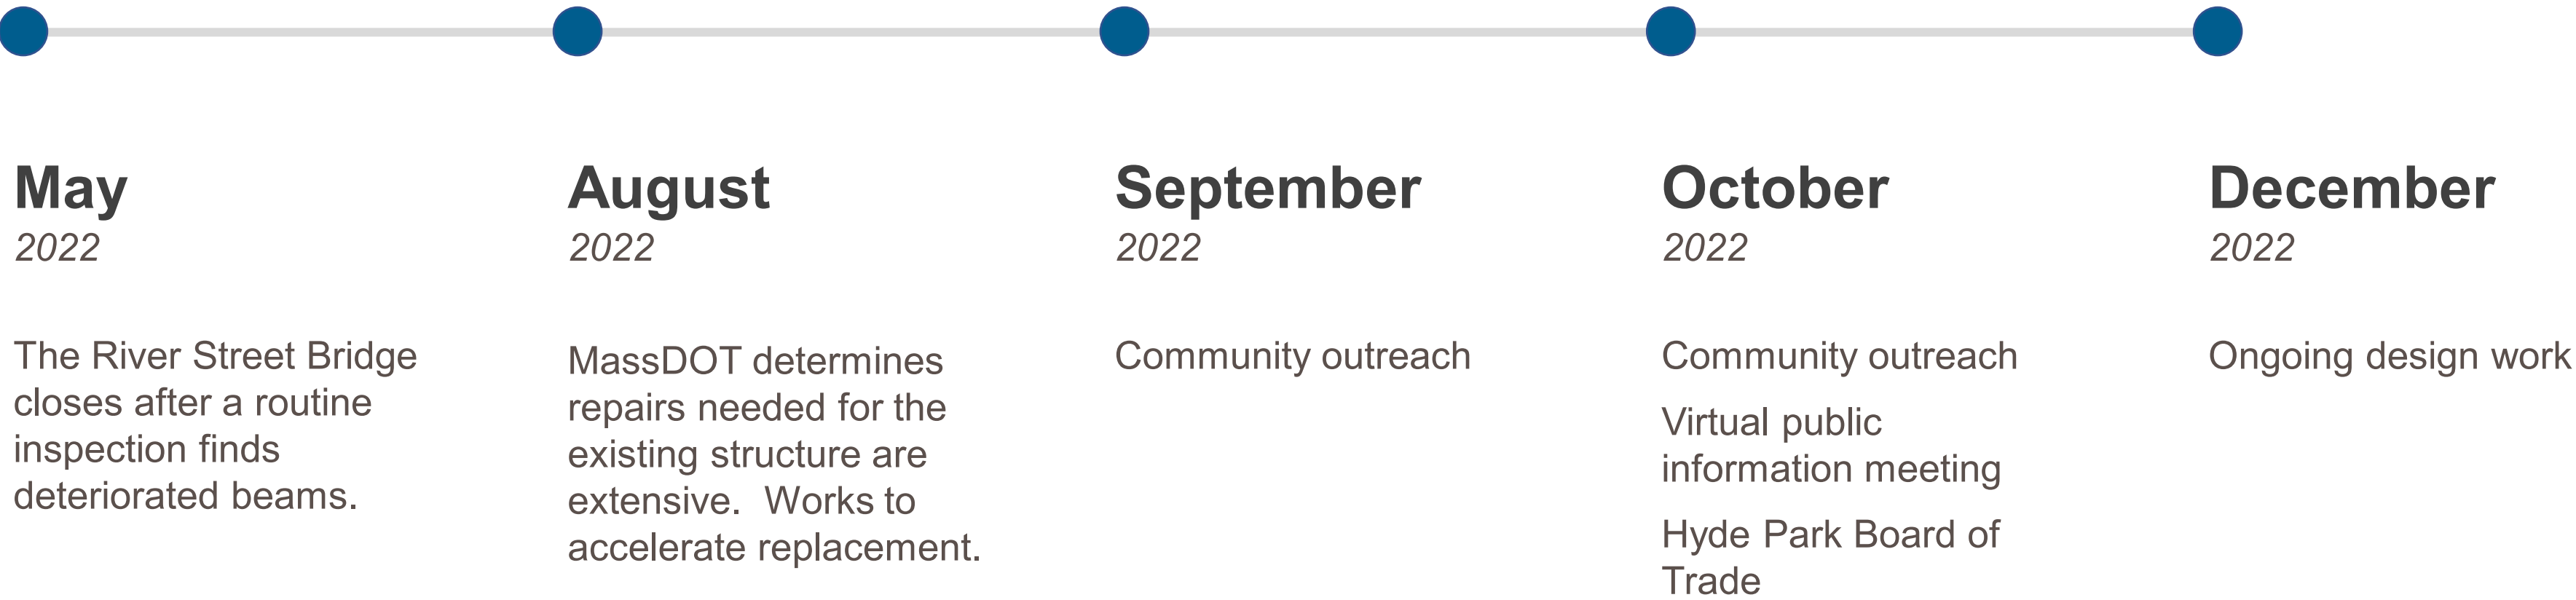 May
2022
The River Street Bridge
closes after a routine
inspection finds
deteriorated beams.
August
2022
MassDOT determines
repairs needed for the
existing structure are
extensive.  Works to
accelerate replacement.
September
2022
Community outreach
October
2022
Community outreach
Virtual public
information meeting
Hyde Park Board of
Trade
December
2022
Ongoing design work